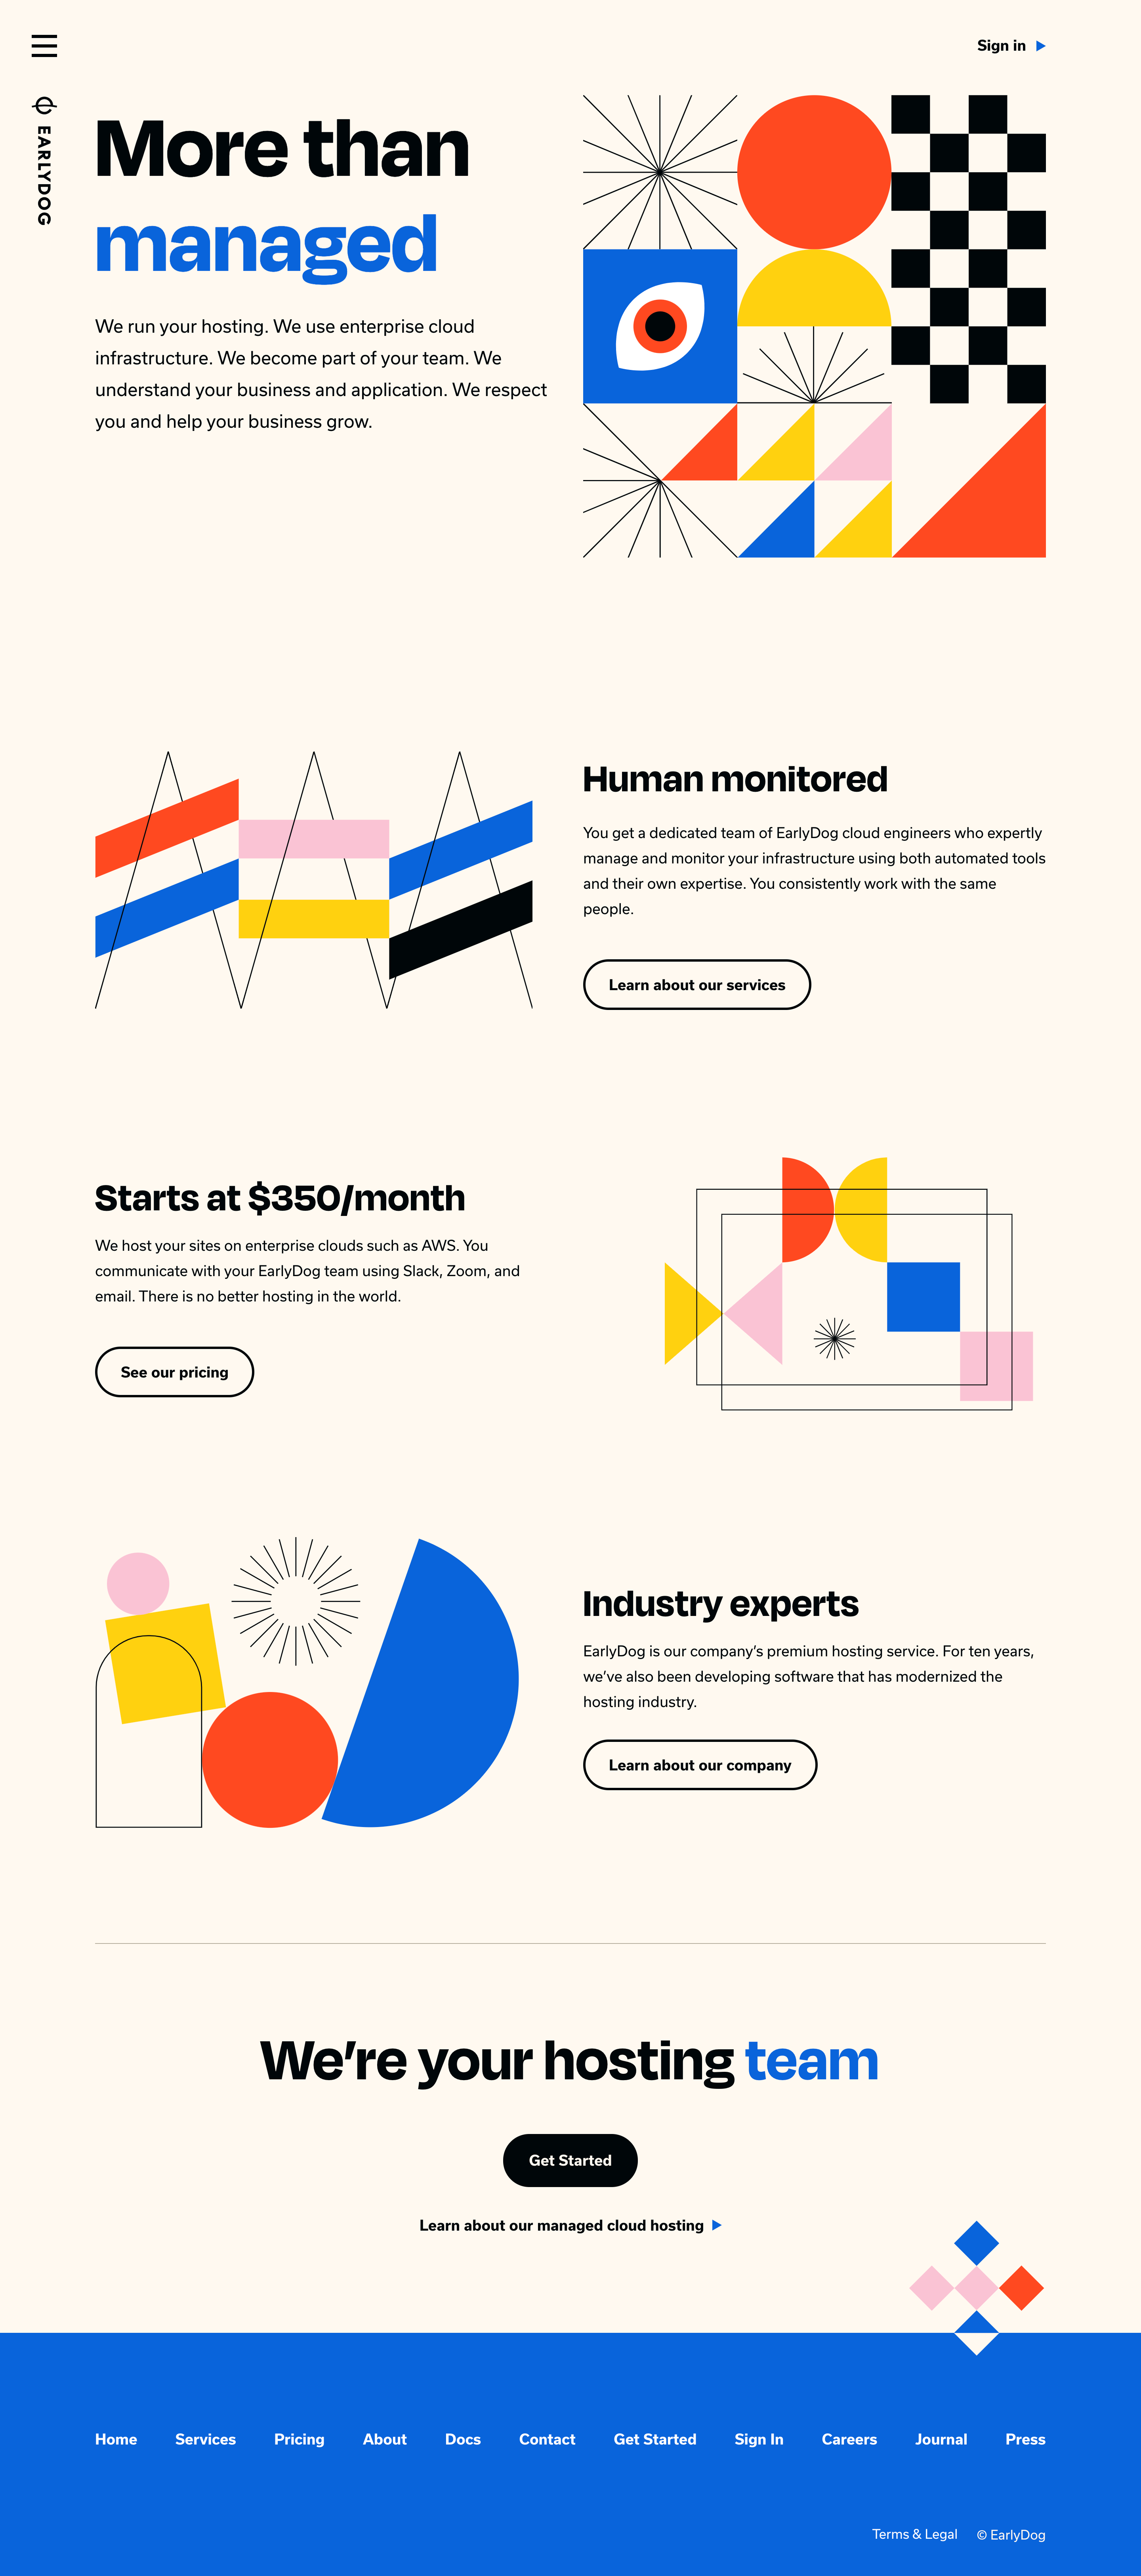 Sign in
EARLYDOG
More than
managed
We run your hosting. We use enterprise cloud
infrastructure. We become part of your team. We
understand your business and application. We respect
you and help your business grow.
Human monitored
You get a dedicated team of EarlyDog cloud engineers who expertly
manage and monitor your infrastructure using both automated tools
and their own expertise. You consistently work with the same
people.
Learn about our services
Starts at $350/month
We host your sites on enterprise clouds such as AWS. You
communicate with your EarlyDog team using Slack, Zoom, and
email. There is no better hosting in the world.
See our pricing
Industry experts
EarlyDog is our company’s premium hosting service. For ten years,
we’ve also been developing software that has modernized the
hosting industry.
Learn about our company
We’re your hosting team
Get Started
Learn about our managed cloud hosting
Home Services Pricing About Docs Contact Get Started Sign In Careers Journal Press
Terms & Legal © EarlyDog